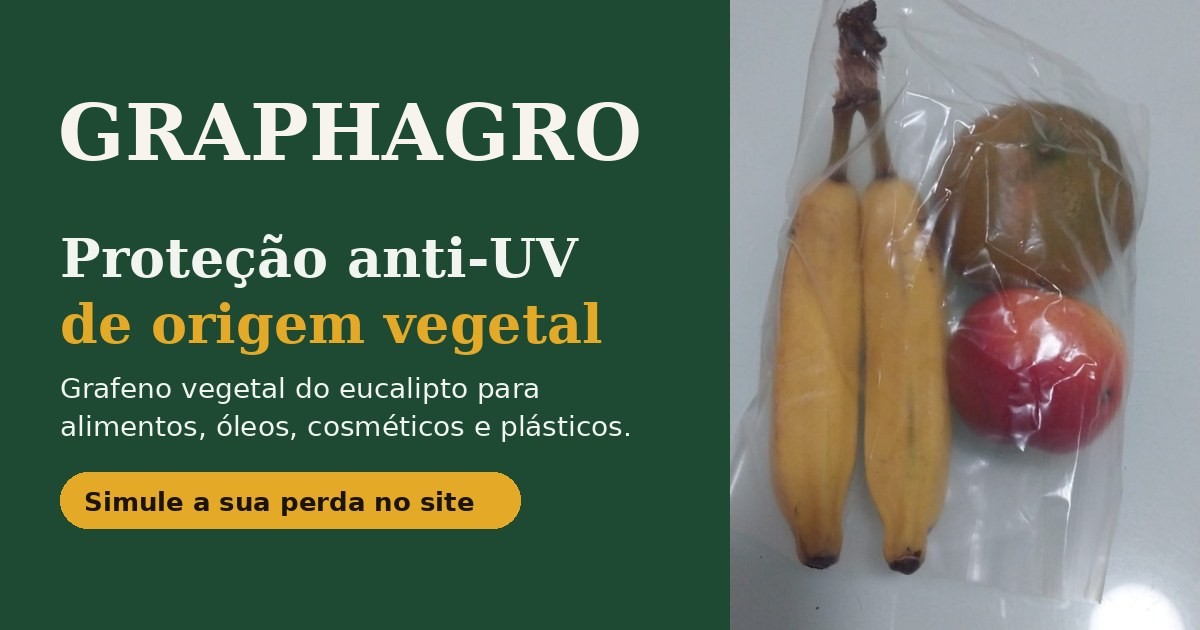 GRAPHAGRO
Proteção anti-UV
de origem vegetal
Grafeno vegetal do eucalipto para
alimentos, óleos, cosméticos e plásticos.
Simule a sua perda no site